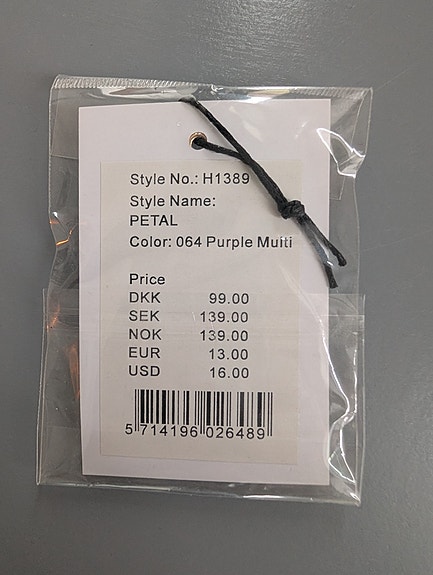 Style No.: H1389
Style Name:
PETAL
Color: 064 Purple Multi
Price
DKK 99.00
SEK 139.00
NOK 139.00
EUR 13.00
USD 16.00
5 714196 026489